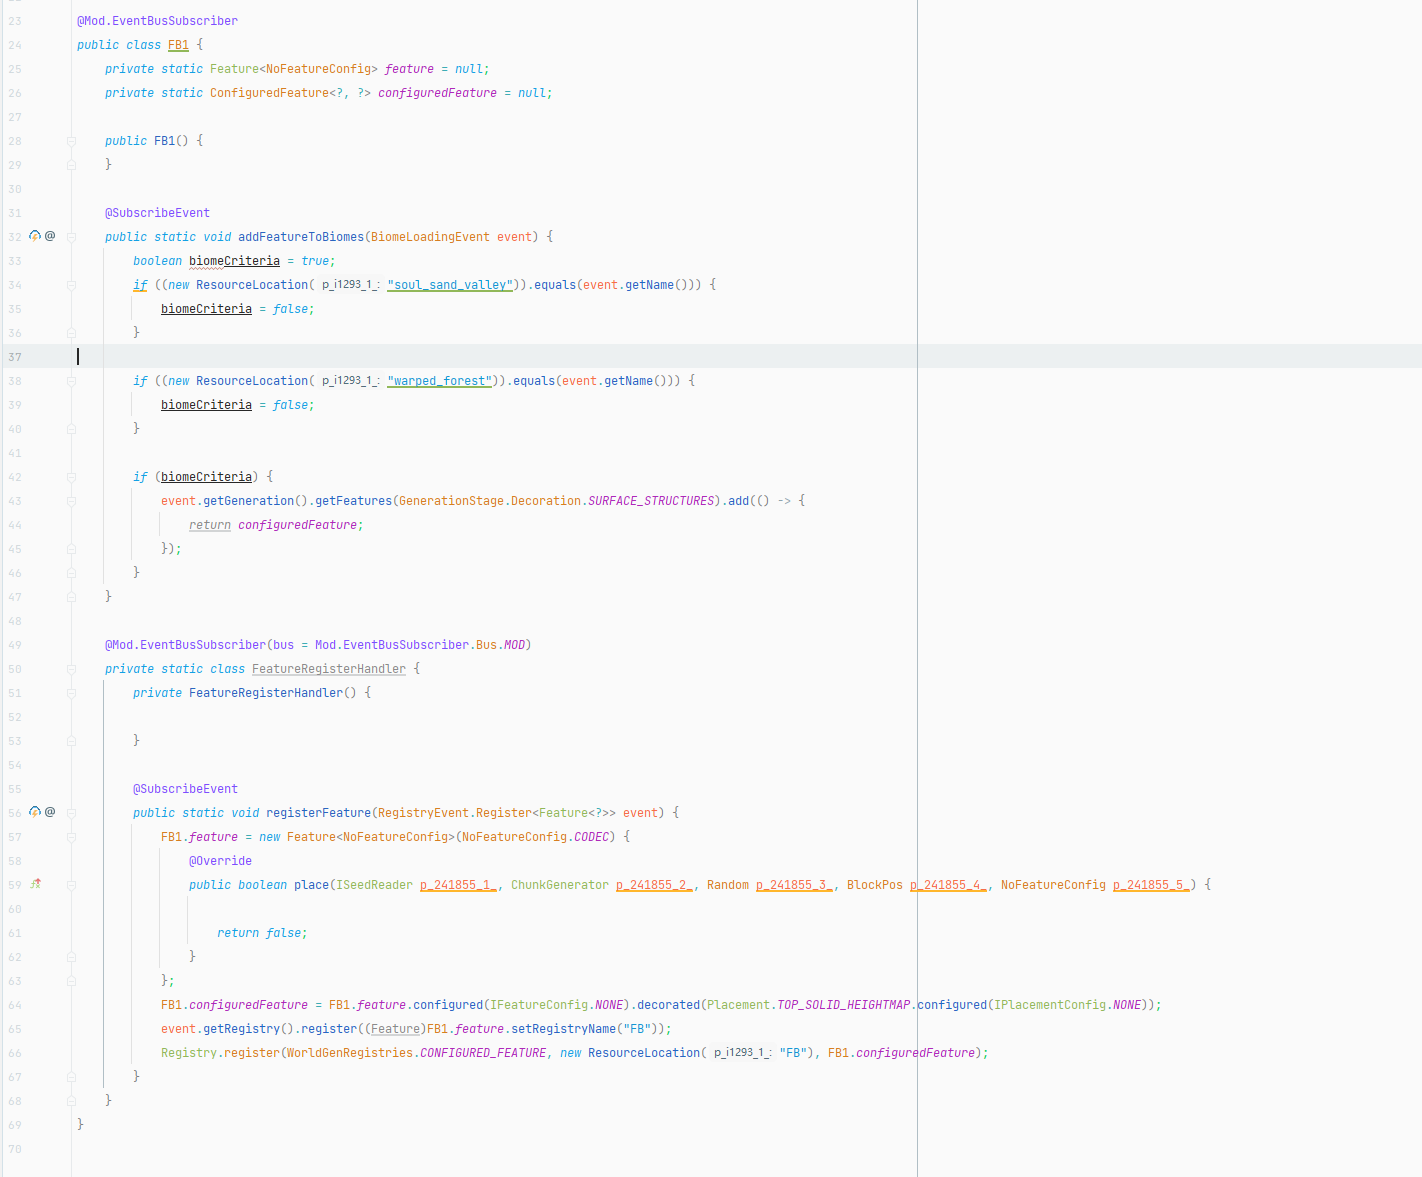 23 @Mod.EventBusSubscriber
24 public class FB1 {
25 private static Feature<NoFeatureConfig> feature = null;
26 private static ConfiguredFeature<?, ?> configuredFeature = null;
27
28 public FB1() {
29 }
30
31 @SubscribeEvent
32 @ public static void addFeatureToBiomes(BiomeLoadingEvent event) {
33 boolean biomeCriteria = true;
34 if ((new ResourceLocation( p_i1293_1_: "soul_sand_valley")).equals(event.getName())) {
35 biomeCriteria = false;
36 }
37
38 if ((new ResourceLocation( p_i1293_1_: "warped_forest")).equals(event.getName())) {
39 biomeCriteria = false;
40 }
41
42 if (biomeCriteria) {
43 event.getGeneration().getFeatures(GenerationStage.Decoration.SURFACE_STRUCTURES).add(() -> {
44 return configuredFeature;
45 });
46 }
47 }
48
49 @Mod.EventBusSubscriber(bus = Mod.EventBusSubscriber.Bus.MOD)
50 private static class FeatureRegisterHandler {
51 private FeatureRegisterHandler() {
52
53 }
54
55 @SubscribeEvent
56 @ public static void registerFeature(RegistryEvent.Register<Feature<?>> event) {
57 FB1.feature = new Feature<NoFeatureConfig>(NoFeatureConfig.CODEC) {
58 @Override
59 public boolean place(ISeedReader p_241855_1_, ChunkGenerator p_241855_2_, Random p_241855_3_, BlockPos p_241855_4_, NoFeatureConfig p_241855_5_) {
60
61 return false;
62 }
63 };
64 FB1.configuredFeature = FB1.feature.configured(IFeatureConfig.NONE).decorated(Placement.TOP_SOLID_HEIGHTMAP.configured(IPlacementConfig.NONE));
65 event.getRegistry().register((Feature)FB1.feature.setRegistryName("FB"));
66 Registry.register(WorldGenRegistries.CONFIGURED_FEATURE, new ResourceLocation( p_i1293_1_: "FB"), FB1.configuredFeature);
67 }
68 }
69 }
70